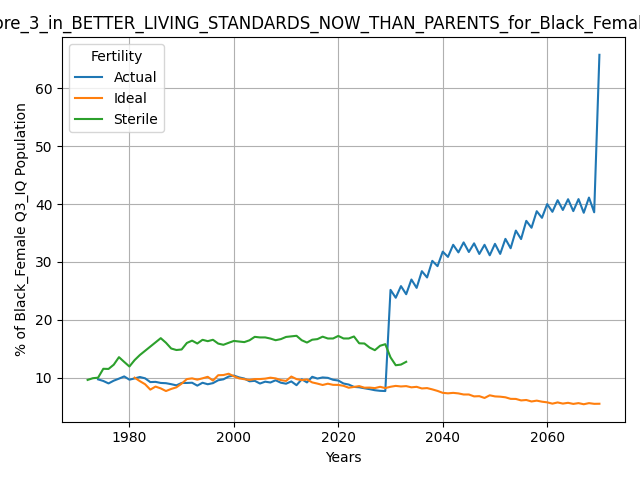 ore_3_in_BETTER_LIVING_STANDARDS_NOW_THAN_PARENTS_for_Black_Femal
Fertility
Actual
Ideal
Sterile
% of Black_Female Q3_IQ Population
60
50
40
30
20
10
1980
2000
2020
2040
2060
Years